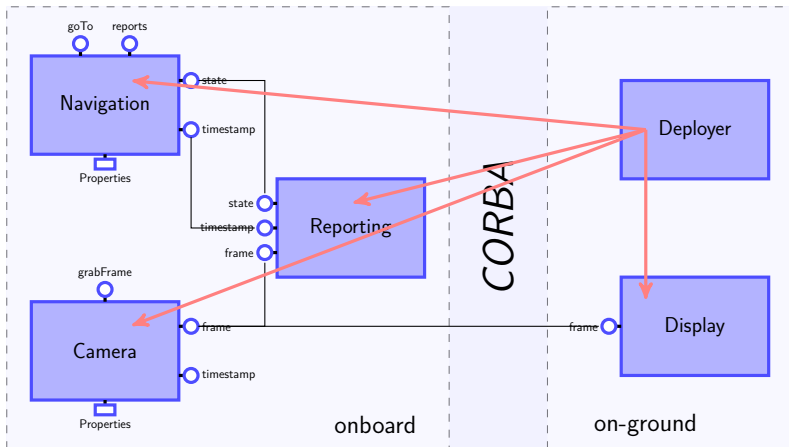 goTo
reports
state
Navigation
Deployer
timestamp
Properties
CORBA
state
timestamp
Reporting
frame
grabFrame
frame
frame
Display
Camera
timestamp
Properties
onboard
on-ground